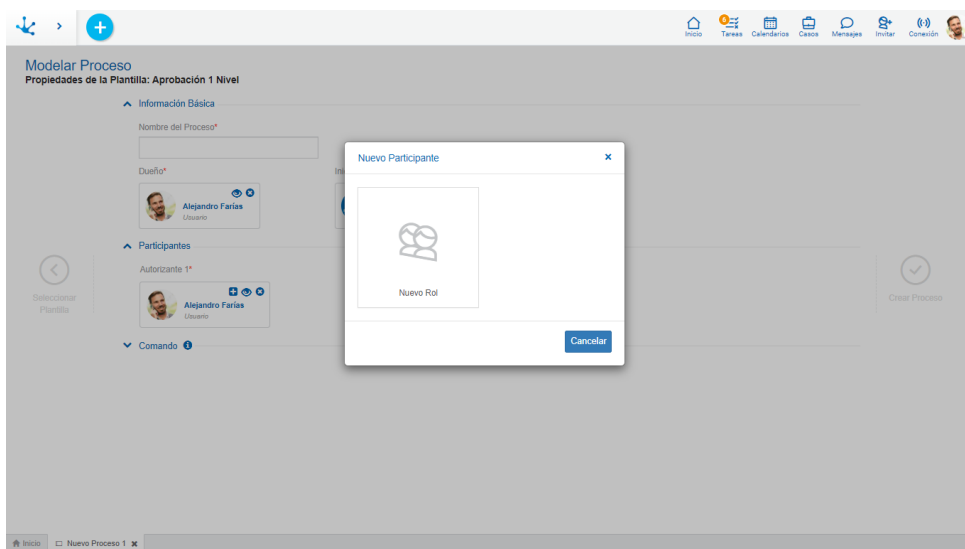 Inicio
6
Tareas
Calendarios
Casos
Mensajes
Invitar
Conexión
Modelar Proceso
Propiedades de la Plantilla: Aprobación 1 Nivel
Información Básica
Nombre del Proceso*
Dueño*
Alejandro Farías
Usuario
Participantes
Autorizante 1*
Alejandro Farías
Usuario
Comando
Seleccionar
Plantilla
Crear Proceso
Nuevo Participante
Nuevo Rol
Cancelar
Inicio
Nuevo Proceso 1